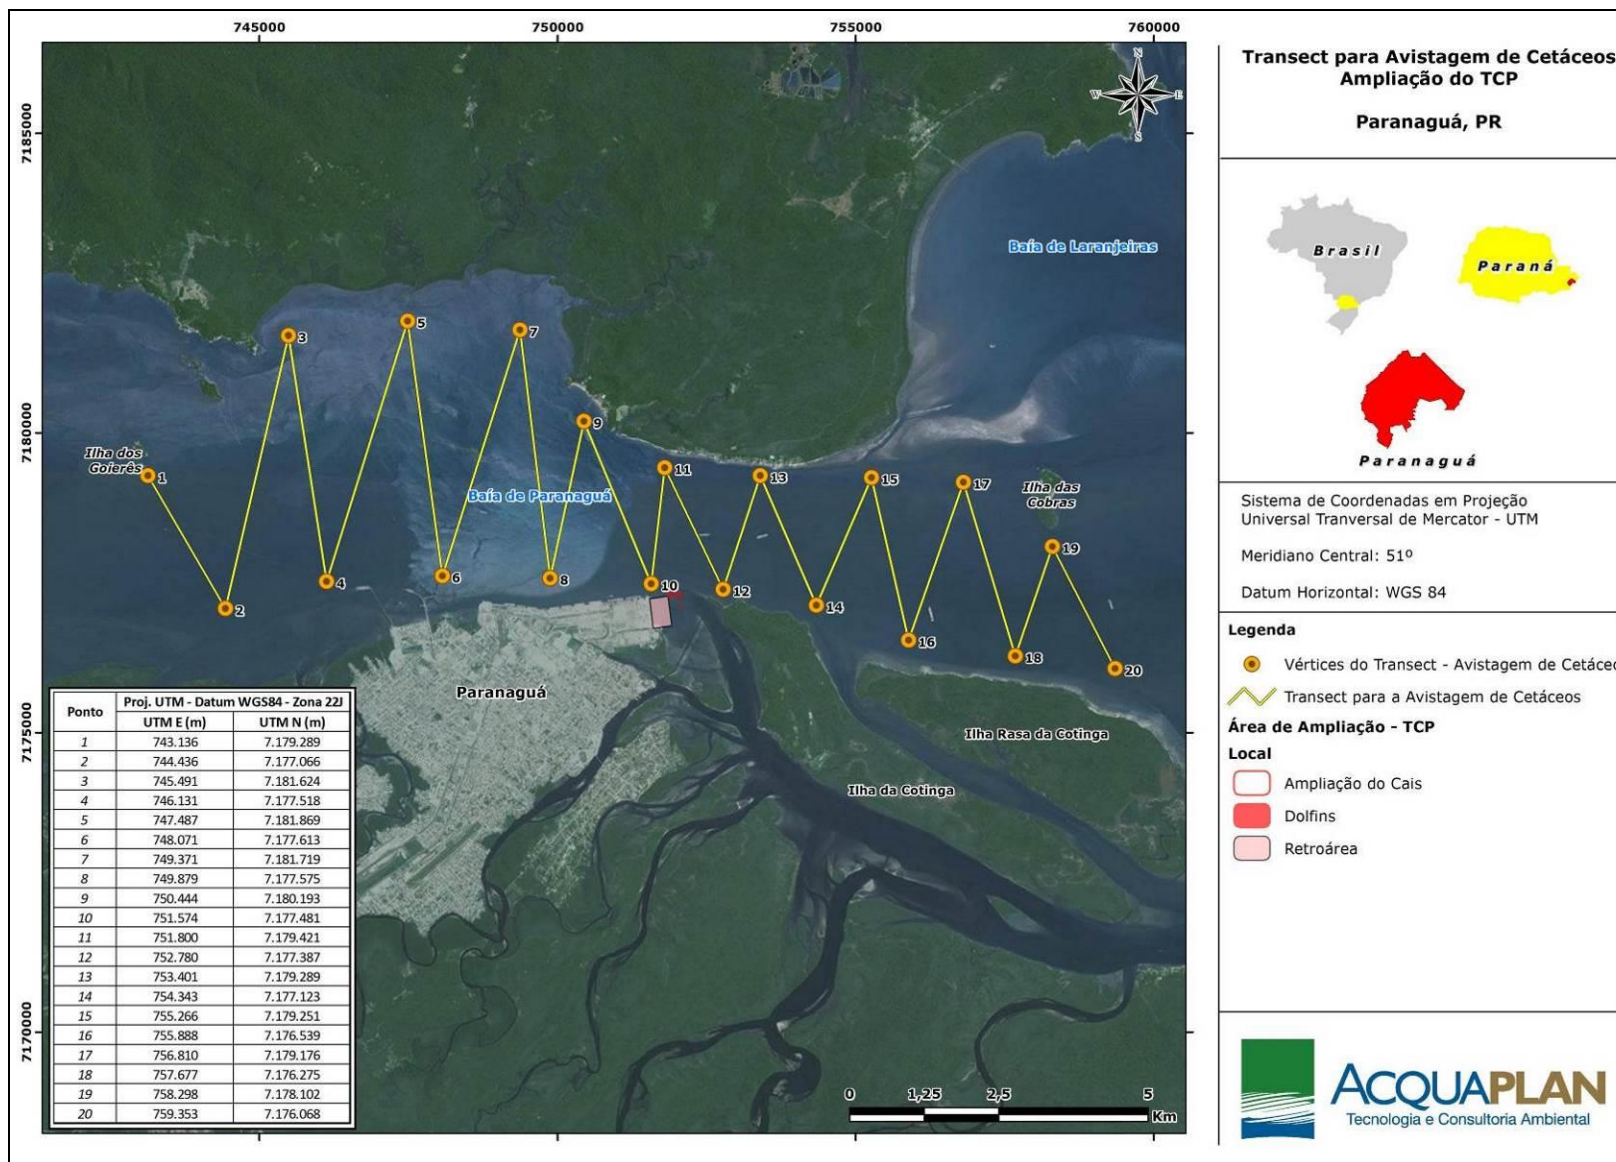 745000
750000
755000
760000
7185000
7180000
7175000
7170000
N
W
E
S
Baía de Laranjeiras
Ilha dos
Goierês
Baía de Paranaguá
Ilha das
Cobras
1
2
3
4
5
6
7
8
9
10
11
12
13
14
15
16
17
18
19
20
Paranaguá
Ilha Rasa da Cotinga
Ilha da Cotinga
Ponto Proj. UTM - Datum WGS84 - Zona 22J
UTM E (m) UTM N (m)
1 743.136 7.179.289
2 744.436 7.177.066
3 745.491 7.181.624
4 746.131 7.177.518
5 747.487 7.181.869
6 748.071 7.177.613
7 749.371 7.181.719
8 749.879 7.177.575
9 750.444 7.180.193
10 751.574 7.177.481
11 751.800 7.179.421
12 752.780 7.177.387
13 753.401 7.179.289
14 754.343 7.177.123
15 755.266 7.179.251
16 755.888 7.176.539
17 756.810 7.179.176
18 757.677 7.176.275
19 758.298 7.178.102
20 759.353 7.176.068
0 1,25 2,5 5
Km
Transect para Avistagem de Cetáceos
Ampliação do TCP
Paranaguá, PR
Brasil
Paraná
Paranaguá
Sistema de Coordenadas em Projeção
Universal Tranversal de Mercator - UTM
Meridiano Central: 51º
Datum Horizontal: WGS 84
Legenda
Vértices do Transect - Avistagem de Cetáceo
Transect para a Avistagem de Cetáceos
Área de Ampliação - TCP
Local
Ampliação do Cais
Dolfins
Retroárea
ACQUAPLAN
Tecnologia e Consultoria Ambiental